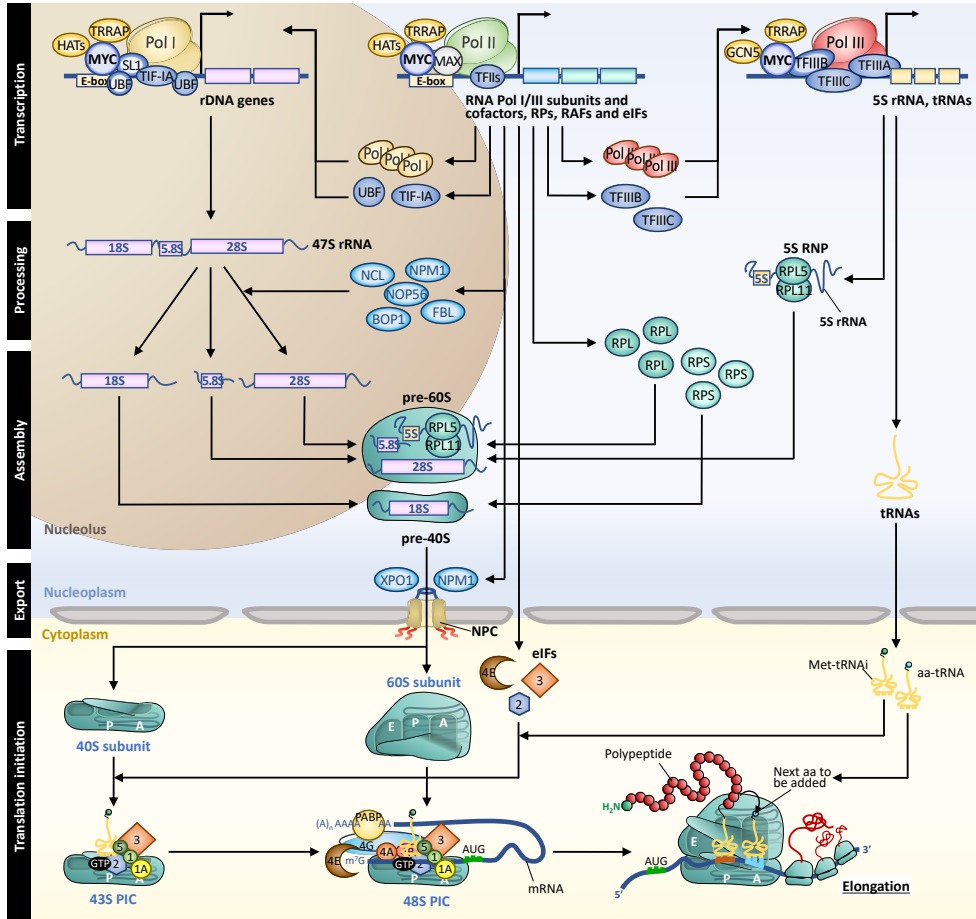 Transcription
HATs
TRRAP
MYC
SL1
Pol I
E-box
UBF
TIF-IA
UBF
rDNA genes
HATs
TRRAP
MYC
MAX
Pol II
E-box
TFIIs
RNA Pol I/III subunits and
cofactors, RPs, RAFs and eIFs
GCN5
TRRAP
MYC
TFIIIB
Pol III
TFIIIA
TFIIIC
5S rRNA, tRNAs
Pol I
UBF
TIF-IA
Pol III
TFIIIB
TFIIIC
Processing
18S
5.8S
28S
47S rRNA
NCL
NPM1
NOP56
BOP1
FBL
5S RNP
5S
RPL5
RPL11
5S rRNA
RPL
RPL
RPL
RPS
RPS
RPS
Assembly
18S
5.8S
28S
pre-60S
5S
RPL5
5.8S
RPL11
28S
18S
pre-40S
tRNAs
Nucleolus
Export
Nucleoplasm
XPO1
NPM1
NPC
Cytoplasm
Translation initiation
eIFs
4E
3
2
Met-tRNAi
aa-tRNA
P A
40S subunit
60S subunit
E P A
Polypeptide
H₂N
Next aa to
be added
5
3
1
GTP
2
1A
P A
43S PIC
PABP
(A)n AAAA AA
4G
4E
m⁷G
4A
5
3
1
GTP
2
1A
P A
AUG
mRNA
48S PIC
E
P A
AUG
5′
3′
Elongation